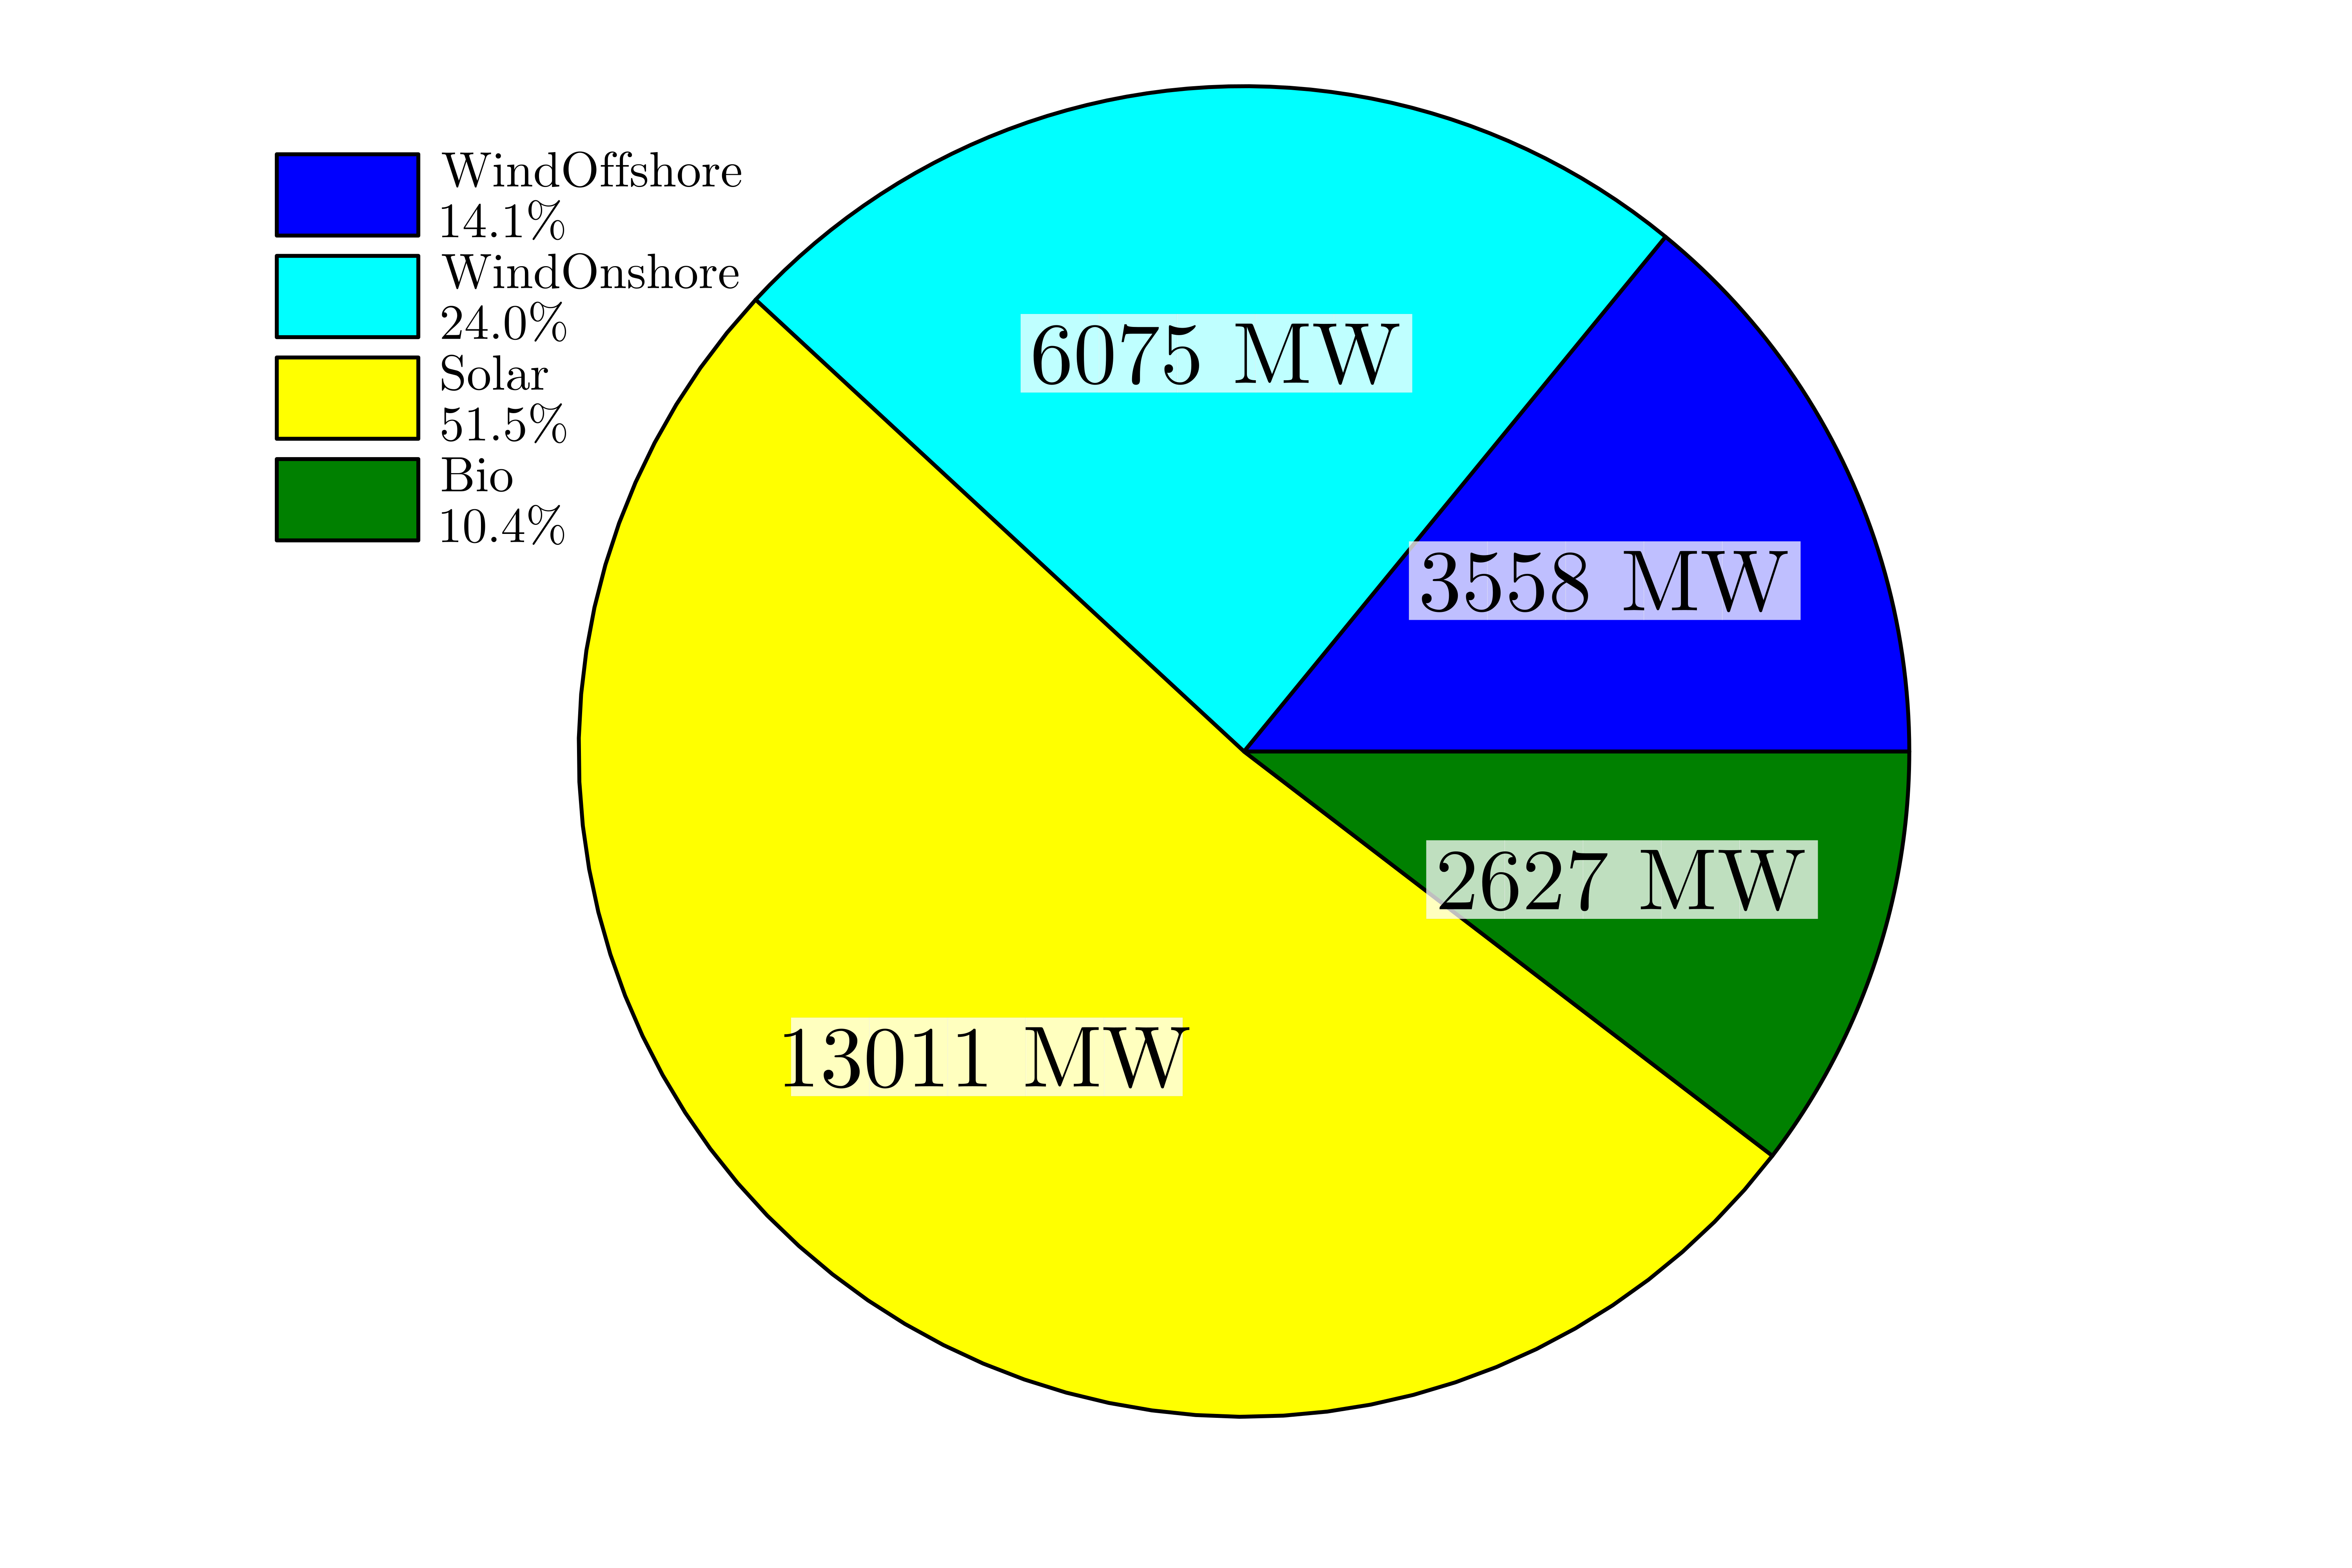 WindOffshore
14.1%
WindOnshore
24.0%
Solar
51.5%
Bio
10.4%
6075 MW
3558 MW
2627 MW
13011 MW